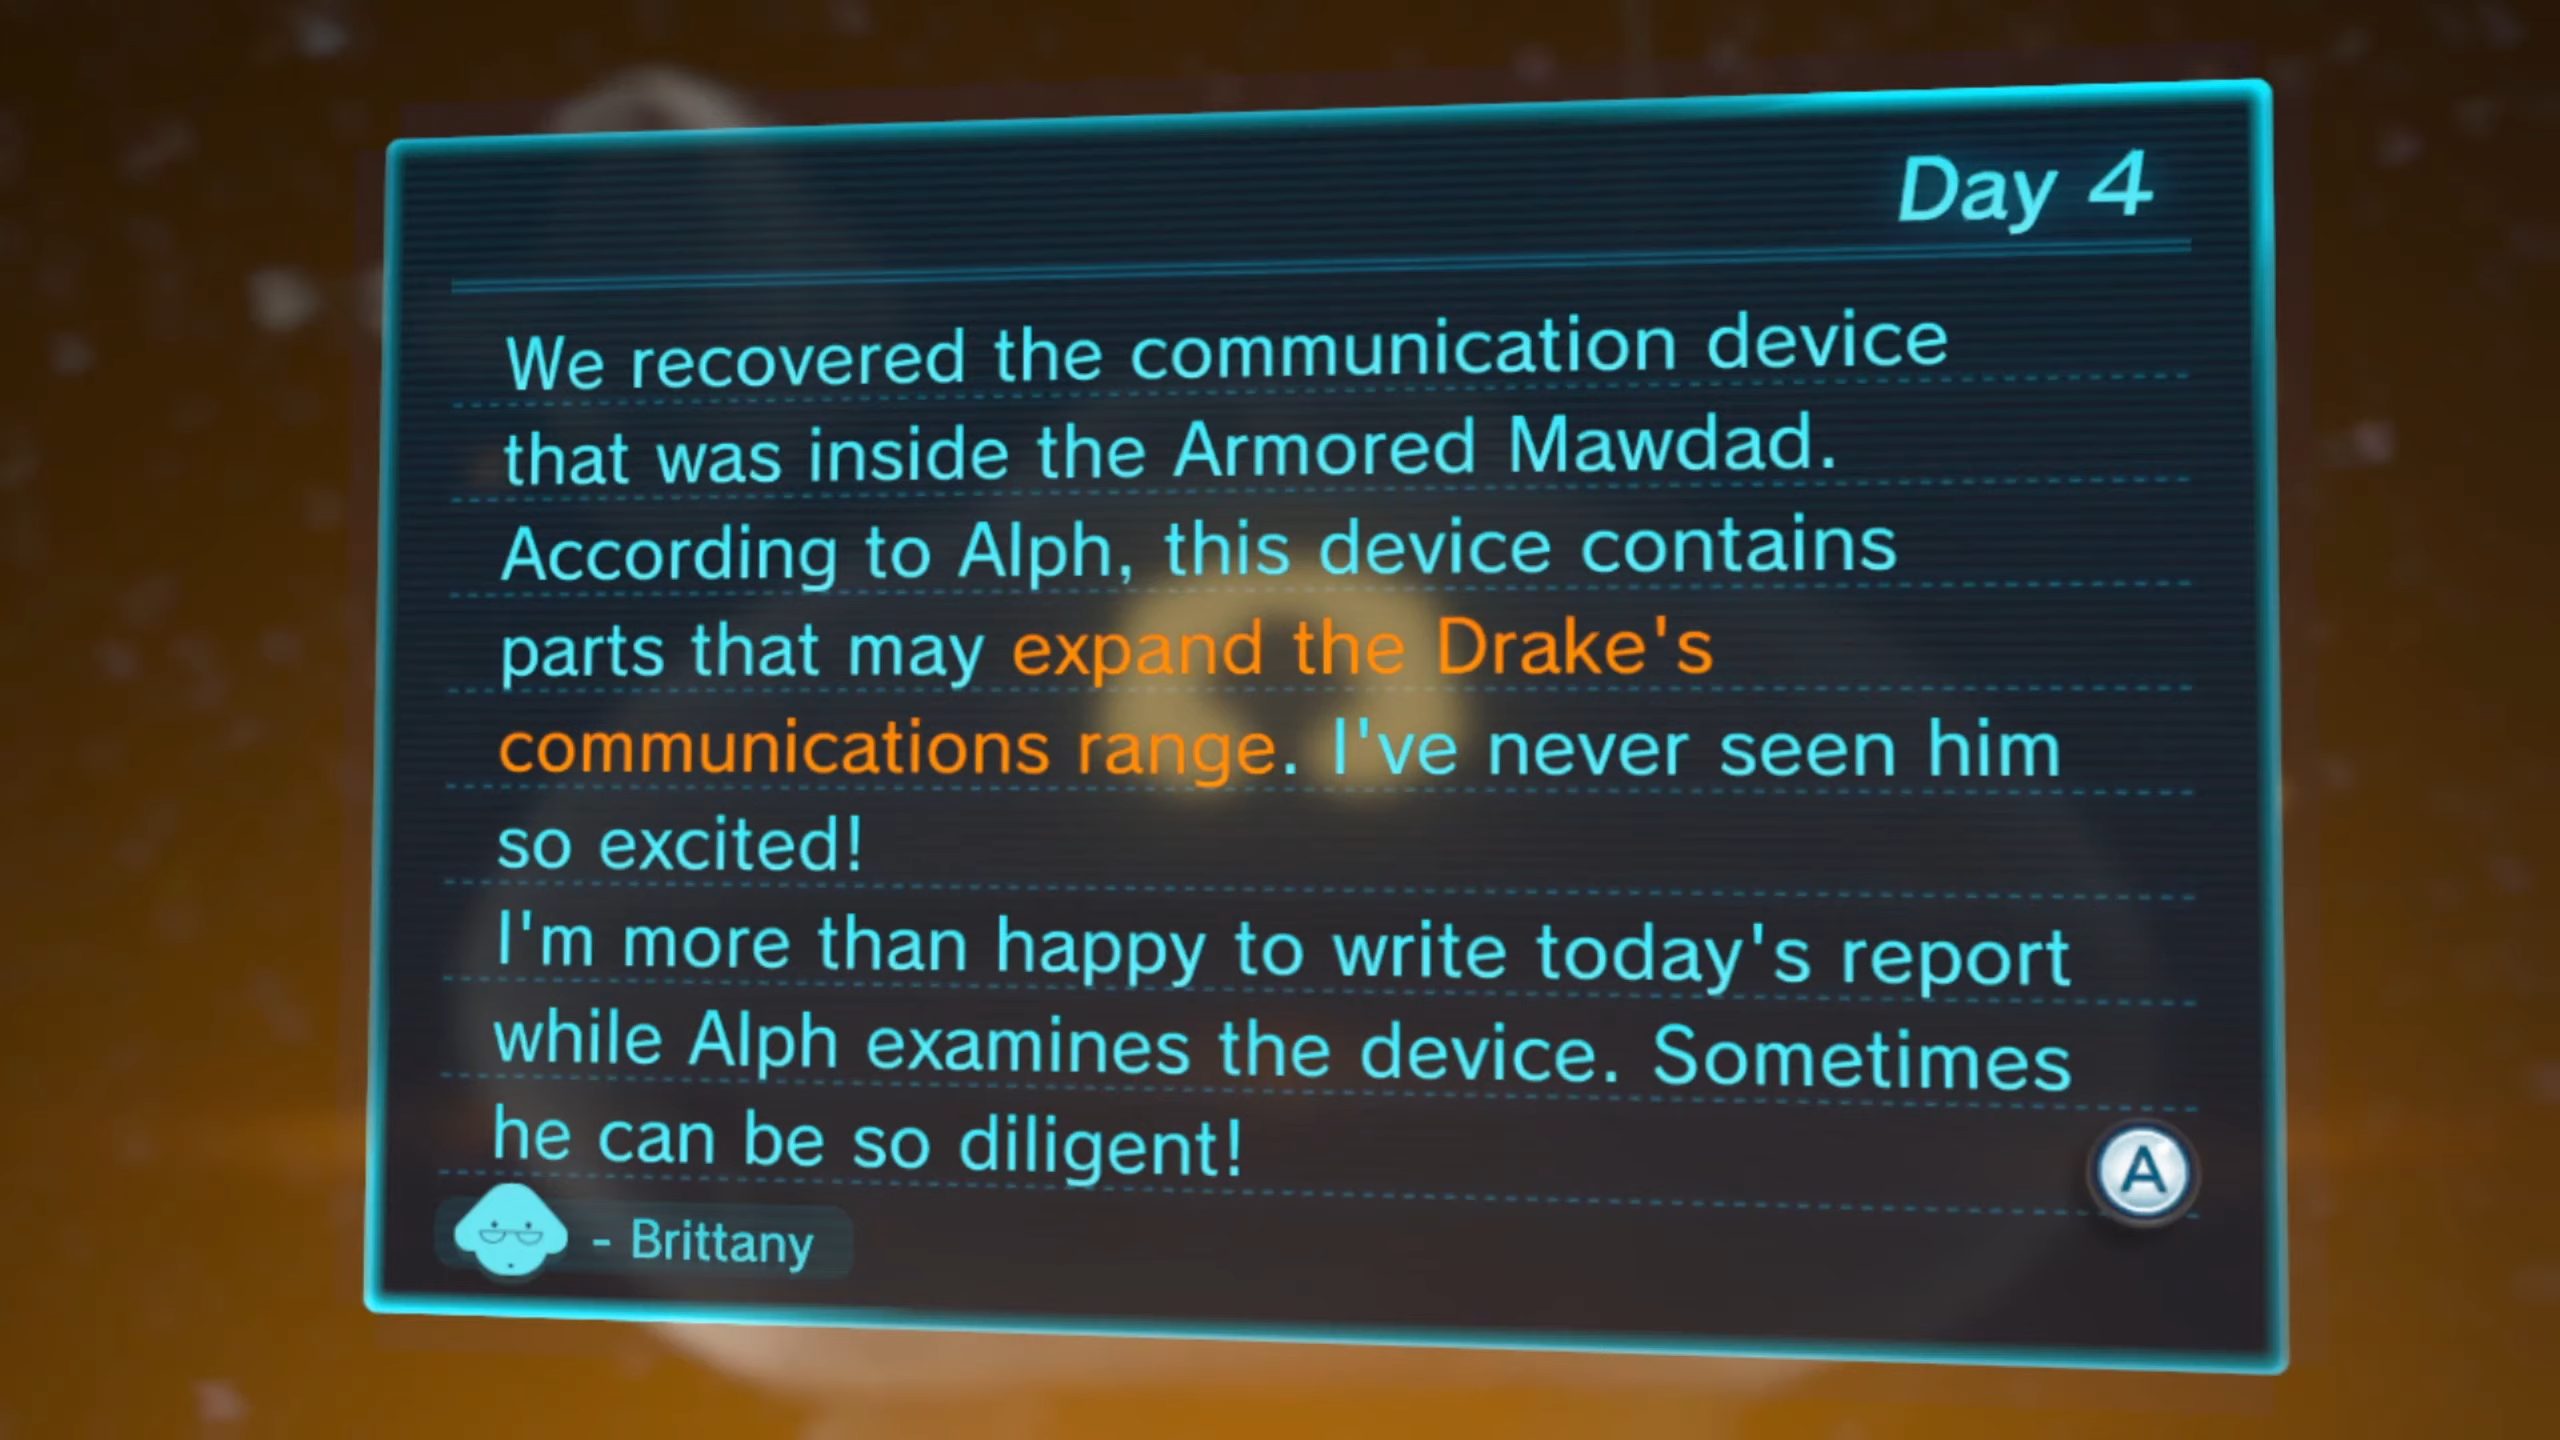 Day 4
We recovered the communication device
that was inside the Armored Mawdad.
According to Alph, this device contains
parts that may expand the Drake's
communications range. I've never seen him
so excited!
I'm more than happy to write today's report
while Alph examines the device. Sometimes
he can be so diligent!
A
- Brittany